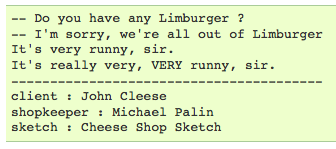 -- Do you have any Limburger ?
-- I'm sorry, we're all out of Limburger
It's very runny, sir.
It's really very, VERY runny, sir.
----------------------------------------
client : John Cleese
shopkeeper : Michael Palin
sketch : Cheese Shop Sketch